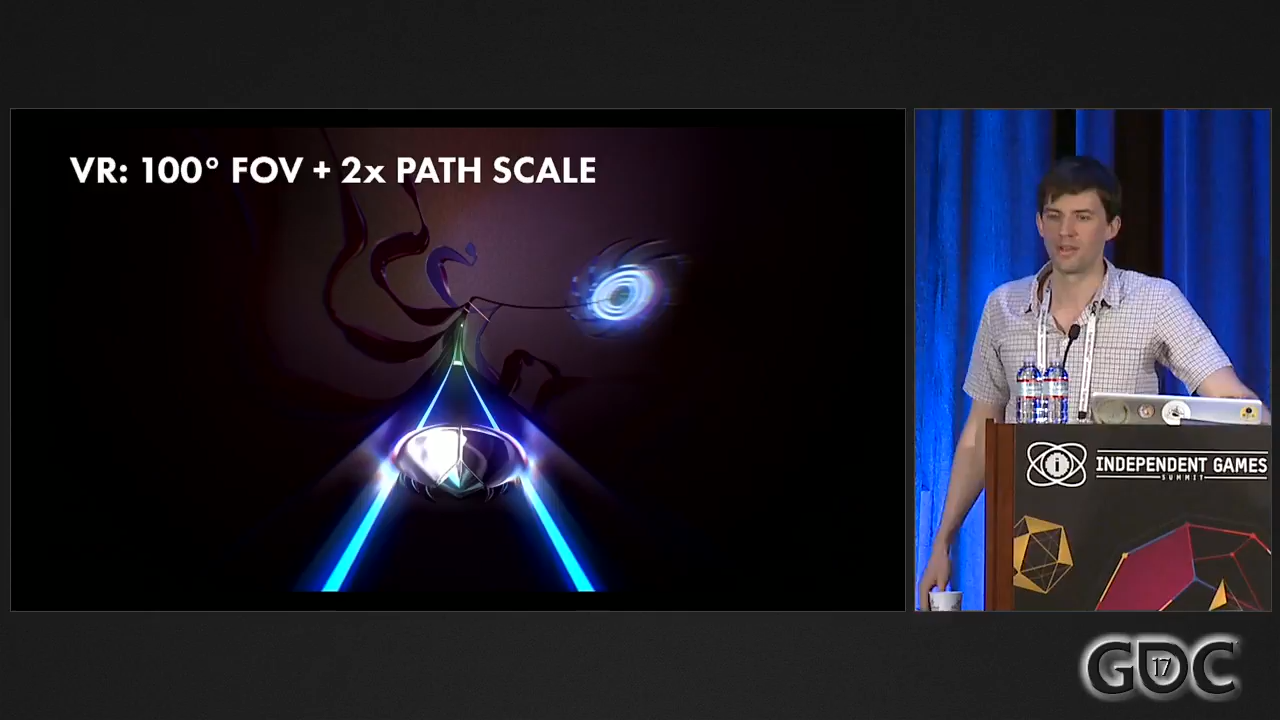 VR: 100° FOV + 2x PATH SCALE
i
INDEPENDENT GAMES
SUMMIT
GDC
17